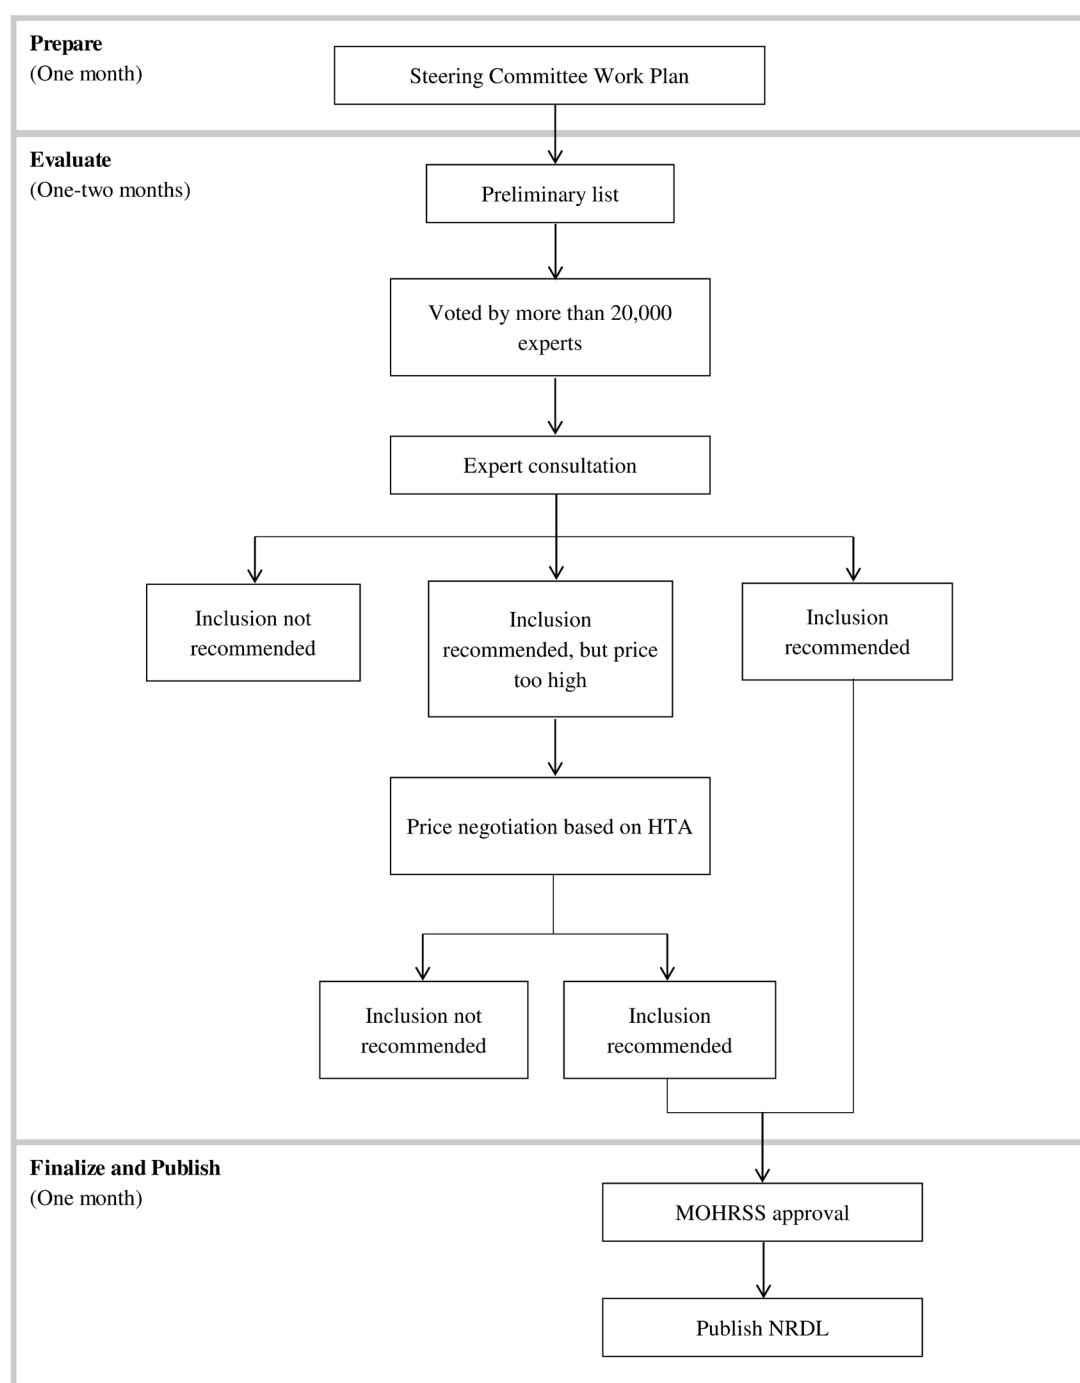 Prepare
(One month)
Steering Committee Work Plan
Evaluate
(One-two months)
Preliminary list
Voted by more than 20,000
experts
Expert consultation
Inclusion not
recommended
Inclusion
recommended, but price
too high
Inclusion
recommended
Price negotiation based on HTA
Inclusion not
recommended
Inclusion
recommended
Finalize and Publish
(One month)
MOHRSS approval
Publish NRDL